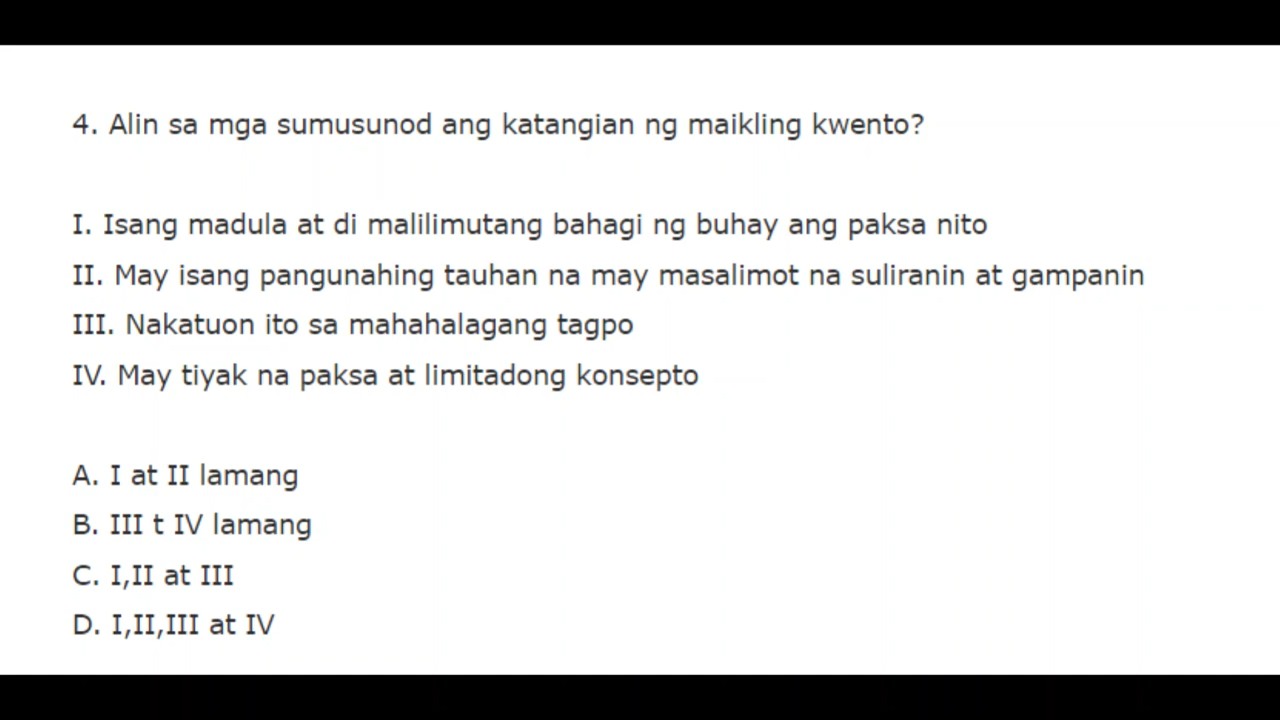 4. Alin sa mga sumusunod ang katangian ng maikling kwento?
I. Isang madula at di malilimutang bahagi ng buhay ang paksa nito
II. May isang pangunahing tauhan na may masalimot na suliranin at gampanin
III. Nakatuon ito sa mahahalagang tagpo
IV. May tiyak na paksa at limitadong konsepto
A. I at II lamang
B. III t IV lamang
C. I,II at III
D. I,II,III at IV